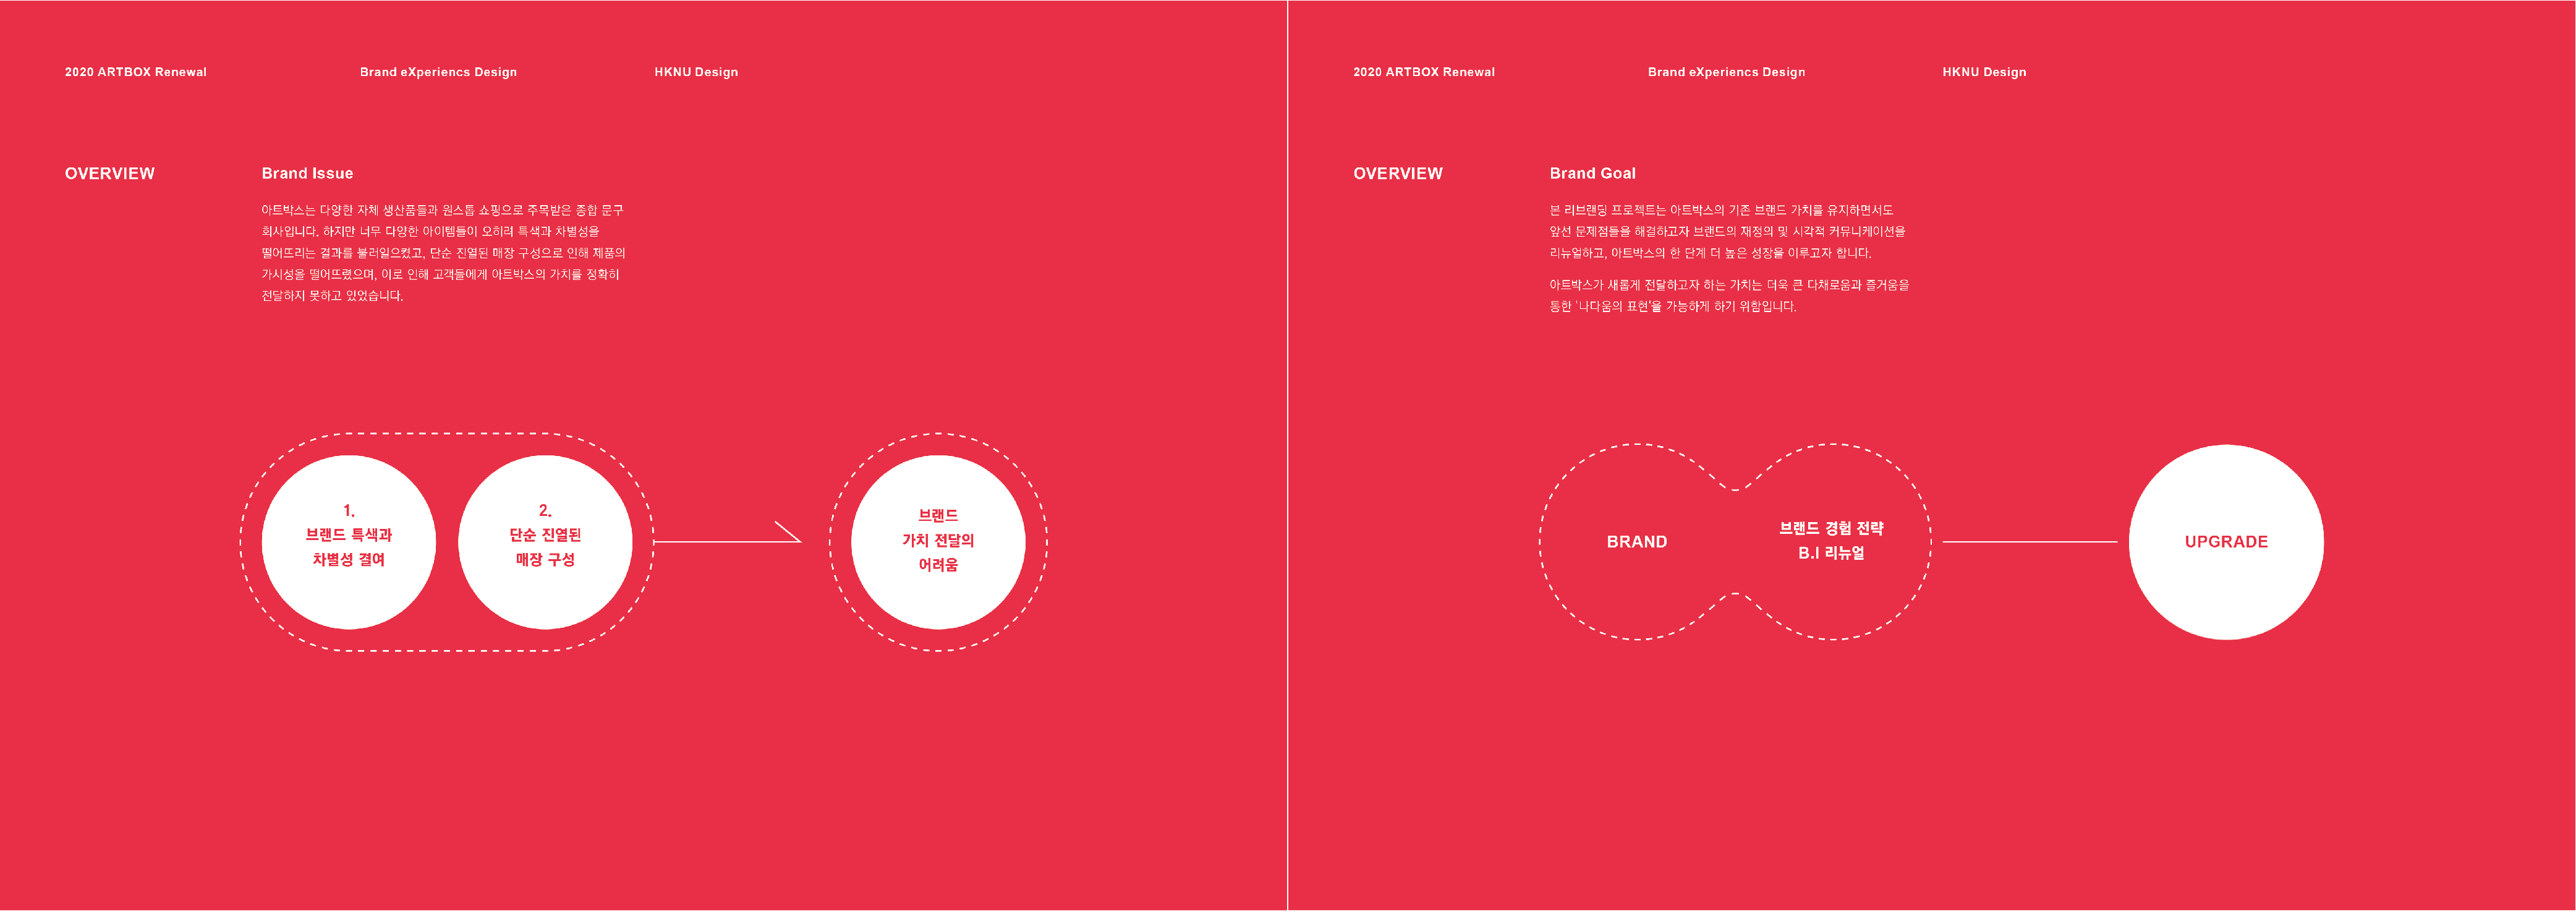 2020 ARTBOX Renewal
Brand eXperiencs Design
HKNU Design
OVERVIEW
Brand Issue
아트박스는 다양한 자체 생산품들과 원스톱 쇼핑으로 주목받은 종합 문구
회사입니다. 하지만 너무 다양한 아이템들이 오히려 특색과 차별성을
떨어뜨리는 결과를 불러일으켰고, 단순 진열된 매장 구성으로 인해 제품의
가시성을 떨어뜨렸으며, 이로 인해 고객들에게 아트박스의 가치를 정확히
전달하지 못하고 있었습니다.
1.
브랜드 특색과
차별성 결여
2.
단순 진열된
매장 구성
브랜드
가치 전달의
어려움
2020 ARTBOX Renewal
Brand eXperiencs Design
HKNU Design
OVERVIEW
Brand Goal
본 리브랜딩 프로젝트는 아트박스의 기존 브랜드 가치를 유지하면서도
앞선 문제점들을 해결하고자 브랜드의 재정의 및 시각적 커뮤니케이션을
리뉴얼하고, 아트박스의 한 단계 더 높은 성장을 이루고자 합니다.
아트박스가 새롭게 전달하고자 하는 가치는 더욱 큰 다채로움과 즐거움을
통한 '나다움의 표현'을 가능하게 하기 위함입니다.
BRAND
브랜드 경험 전략
B.I 리뉴얼
UPGRADE